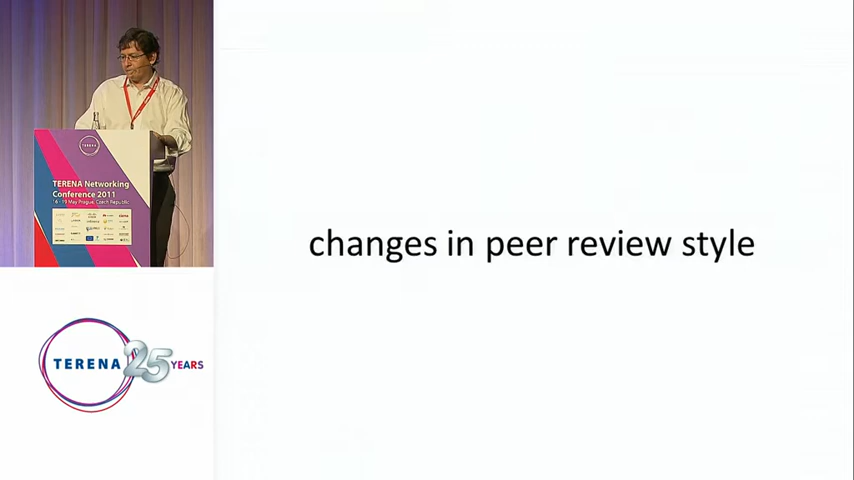 TERENA
TERENA Networking
Conference 2011
16 - 19 May Prague, Czech Republic
changes in peer review style
TERENA 25 YEARS